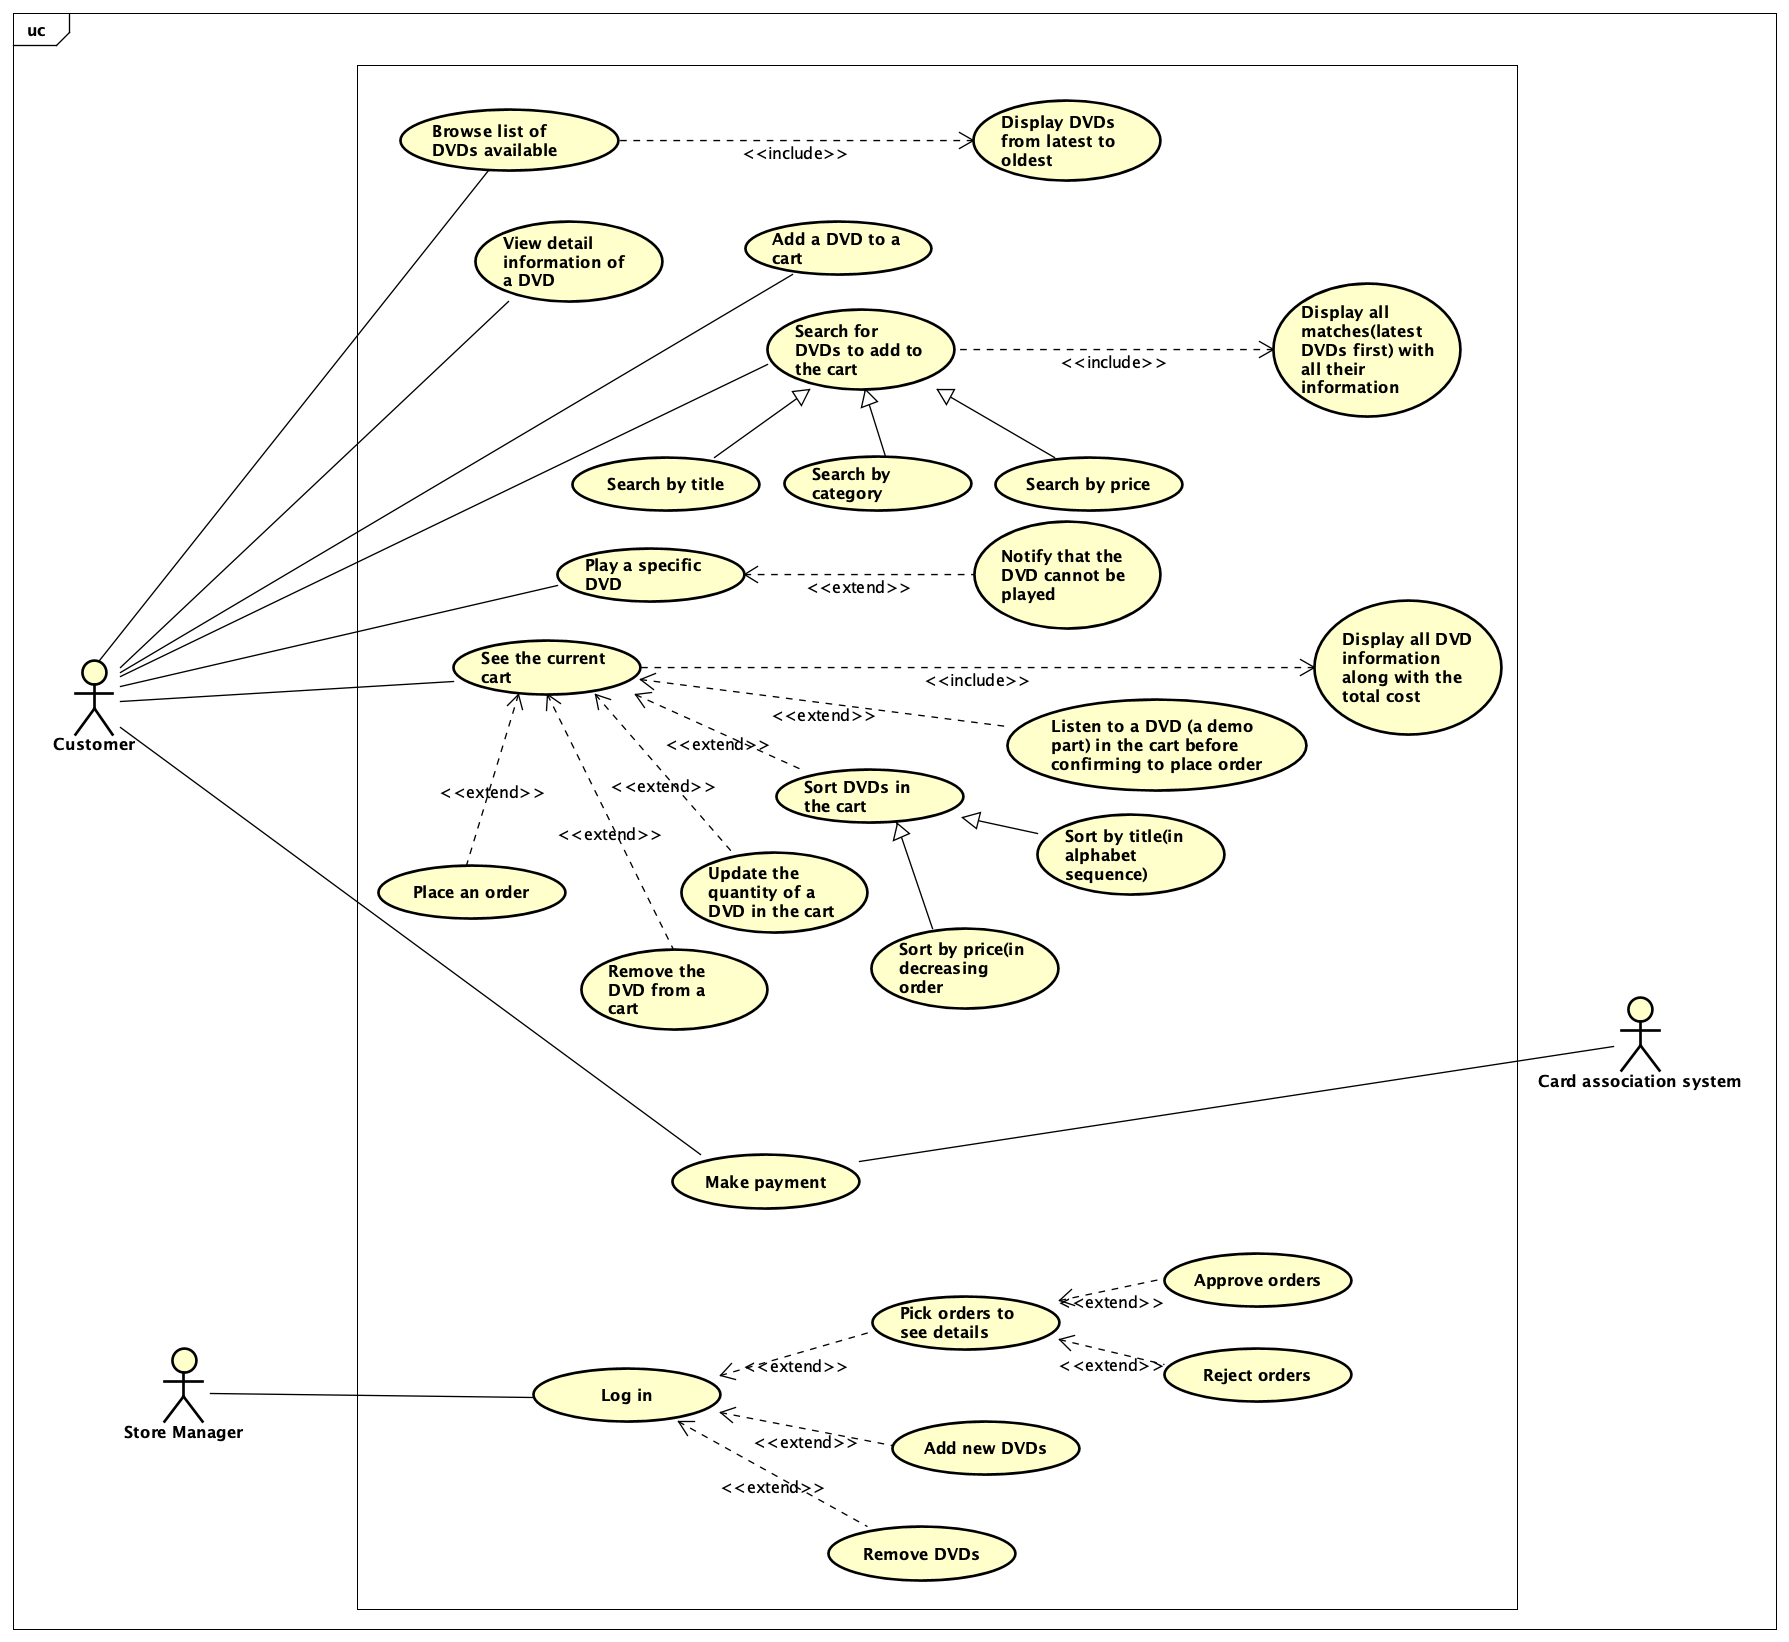 uc
Browse list of
DVDs available
<<include>>
Display DVDs
from latest to
oldest
View detail
information of
a DVD
Add a DVD to a
cart
Search for
DVDs to add to
the cart
<<include>>
Display all
matches(latest
DVDs first) with
all their
information
Search by title
Search by
category
Search by price
Play a specific
DVD
<<extend>>
Notify that the
DVD cannot be
played
See the current
cart
<<include>>
Display all DVD
information
along with the
total cost
<<extend>>
Listen to a DVD (a demo
part) in the cart before
confirming to place order
Customer
<<extend>>
<<extend>>
<<extend>>
<<extend>>
Sort DVDs in
the cart
Sort by title(in
alphabet
sequence)
Place an order
Update the
quantity of a
DVD in the cart
Sort by price(in
decreasing
order
Remove the
DVD from a
cart
Card association system
Make payment
Approve orders
<<extend>>
Pick orders to
see details
<<extend>>
<<extend>>
Reject orders
Log in
Store Manager
<<extend>>
Add new DVDs
<<extend>>
Remove DVDs